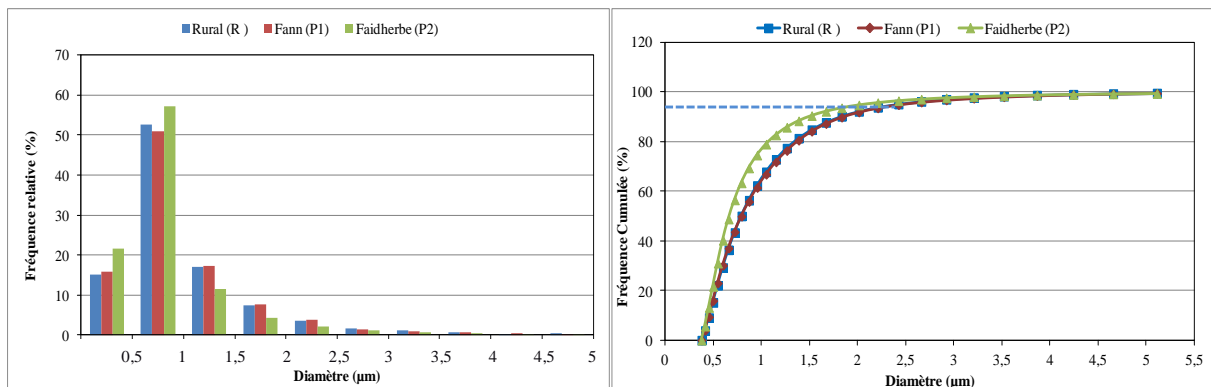 Rural (R ) Fann (P1) Faidherbe (P2)
Fréquence relative (%)
70
60
50
40
30
20
10
0
0,5 1 1,5 2 2,5 3 3,5 4 4,5 5
Diamètre (µm)
Rural (R ) Fann (P1) Faidherbe (P2)
Fréquence Cumulée (%)
120
100
80
60
40
20
0
0 0,5 1 1,5 2 2,5 3 3,5 4 4,5 5 5,5
Diamètre (µm)